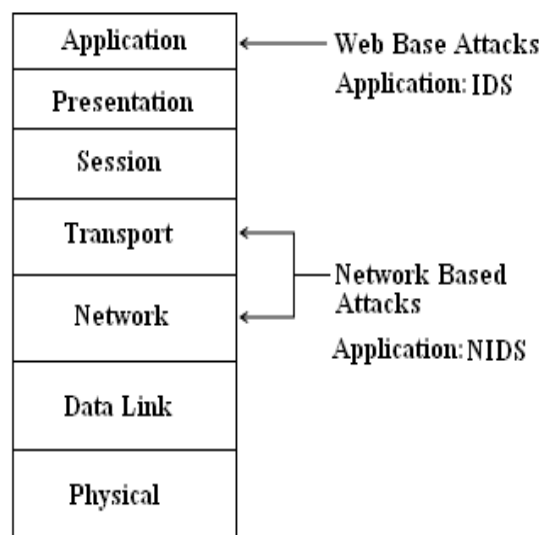 Application
Web Base Attacks
Application: IDS
Presentation
Session
Transport
Network Based
Attacks
Network
Application: NIDS
Data Link
Physical